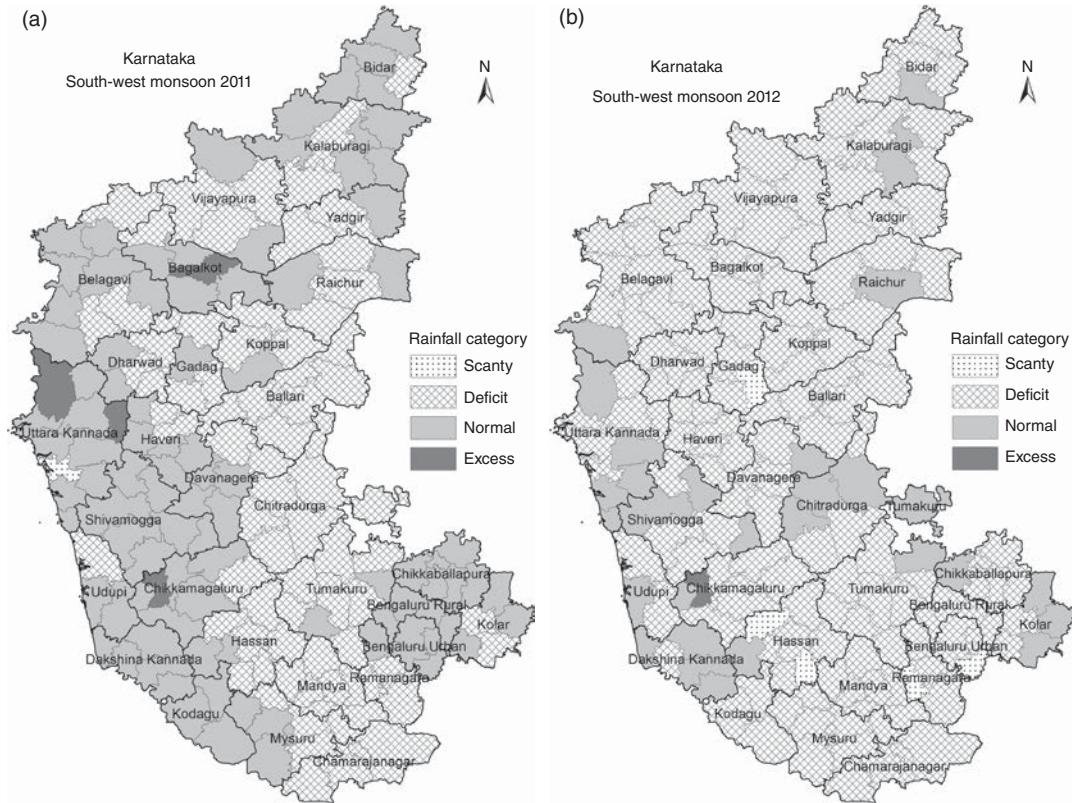 (a)
Karnataka
South-west monsoon 2011
N
Bidar
Kalaburagi
Vijayapura
Yadgir
Bagalkot
Belagavi
Raichur
Koppal
Dharwad
Gadag
Ballari
Uttara Kannada
Haveri
Davanagere
Chitradurga
Shivamogga
Chikkaballapura
Udupi
Chikkamagaluru
Tumakuru
Bengaluru Rural
Kolar
Hassan
Bengaluru Urban
Dakshina Kannada
Ramanagara
Mandya
Kodagu
Mysuru
Chamarajanagar
Rainfall category
Scanty
Deficit
Normal
Excess
(b)
Karnataka
South-west monsoon 2012
N
Bidar
Kalaburagi
Vijayapura
Yadgir
Bagalkot
Belagavi
Raichur
Koppal
Dharwad
Gadag
Ballari
Uttara Kannada
Haveri
Davanagere
Chitradurga
Tumakuru
Shivamogga
Chikkaballapura
Udupi
Chikkamagaluru
Tumakuru
Bengaluru Rural
Kolar
Hassan
Bengaluru Urban
Dakshina Kannada
Ramanagara
Mandya
Kodagu
Mysuru
Chamarajanagar
Rainfall category
Scanty
Deficit
Normal
Excess